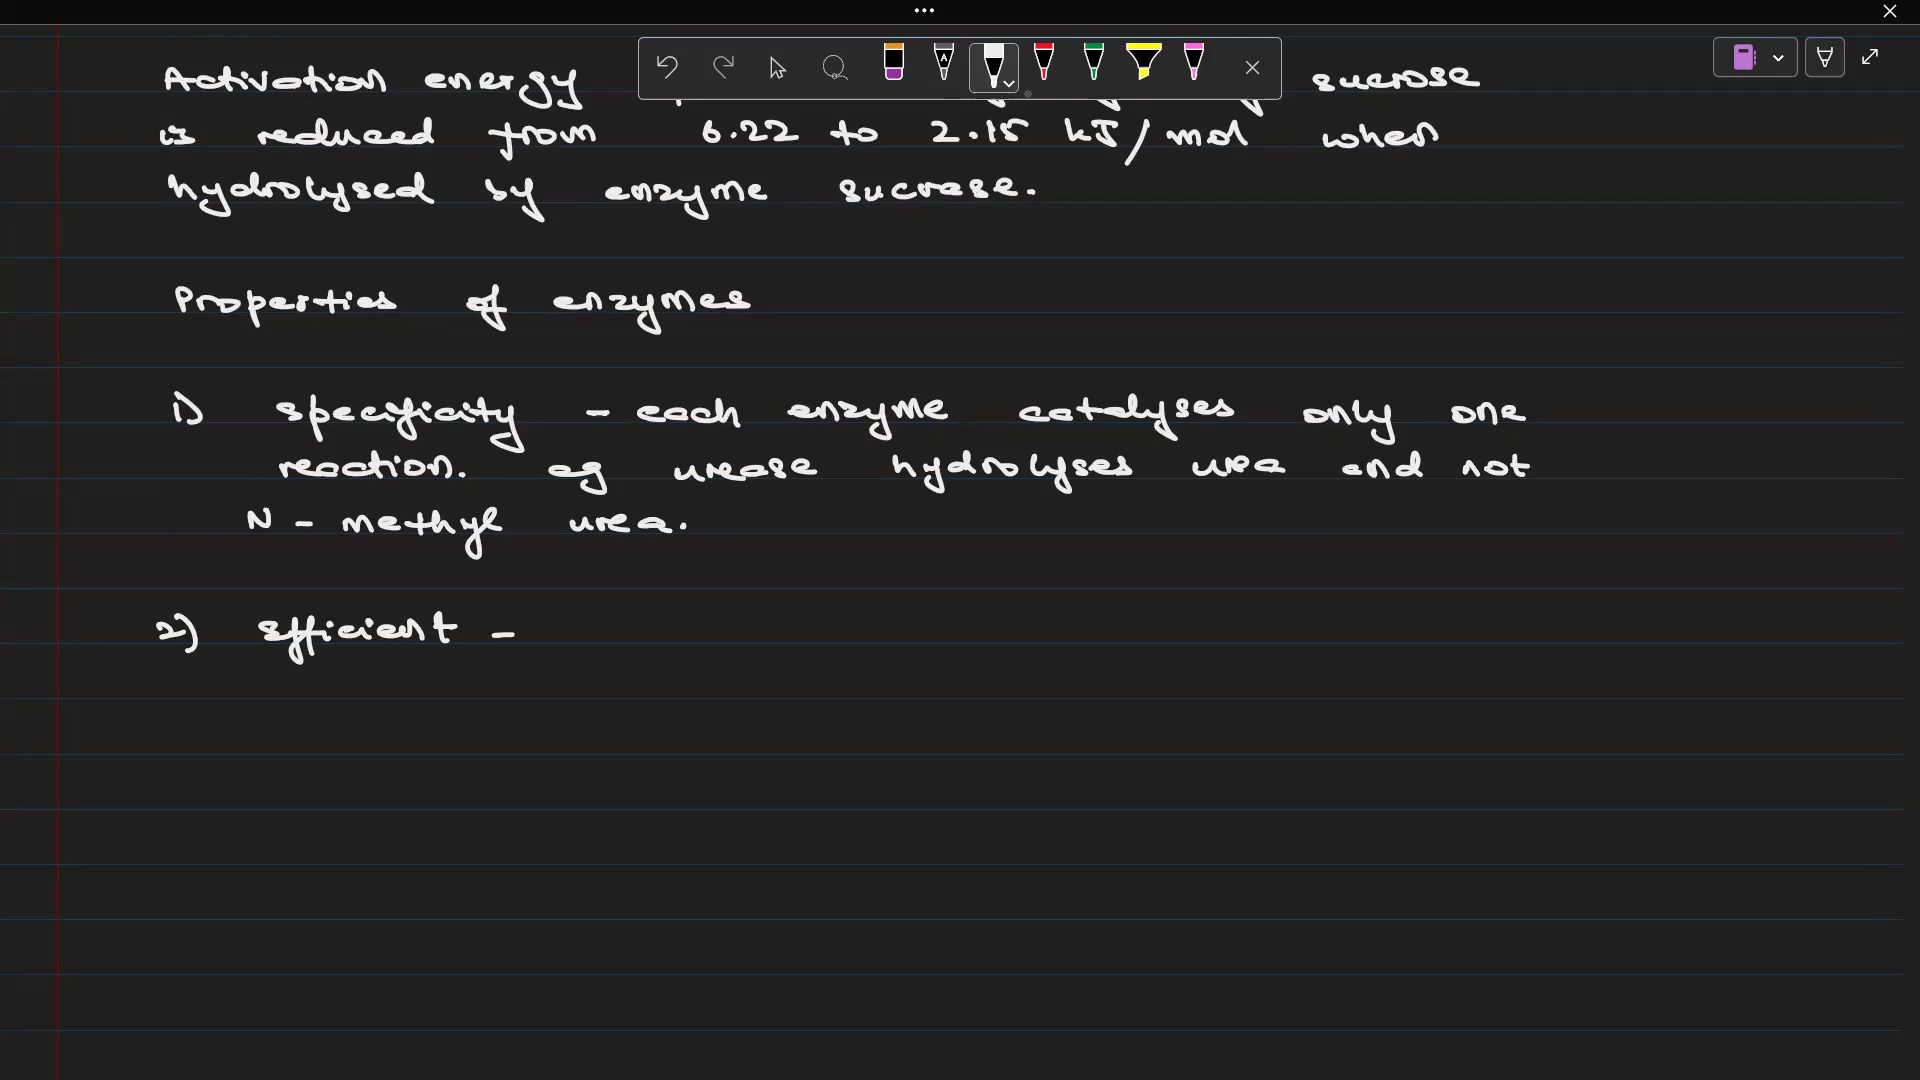 Activation energy sucrose
is reduced from 6.22 to 2.15 kJ/mol when
hydrolysed by enzyme sucrase.
Properties of enzymes
1) specificity - each enzyme catalyses only one
reaction. eg urease hydrolyses urea and not
N - methyl urea.
2) Efficient -